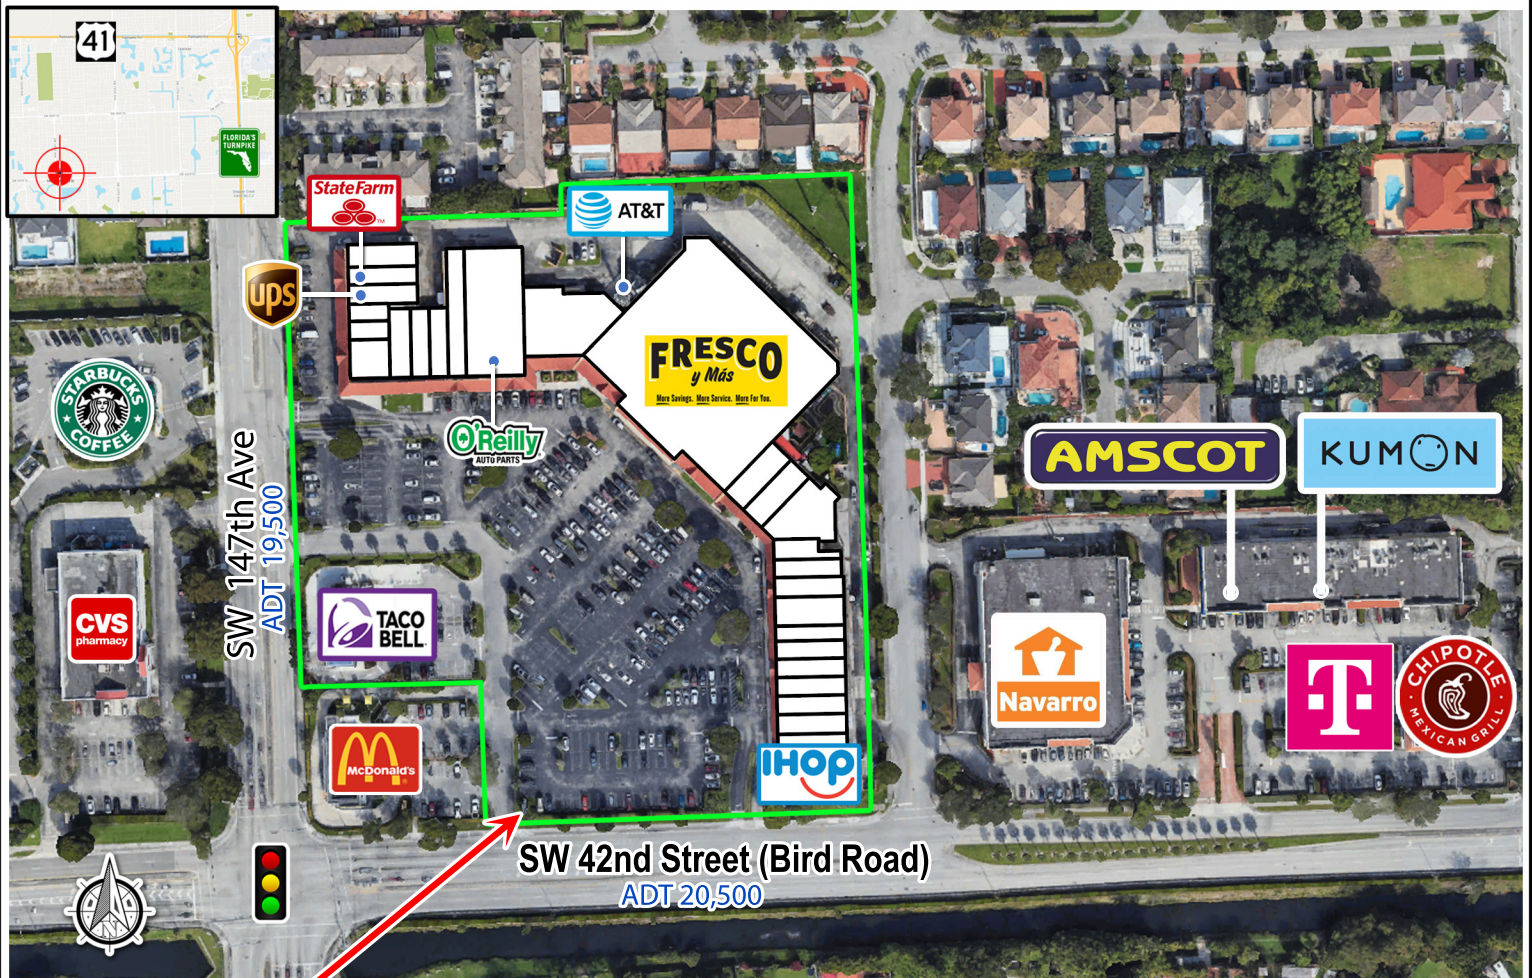 41
FLORIDA'S
TURNPIKE
StateFarm
TM
AT&T
ups
FRESCO
y Más
More Savings. More Service. More For You.
STARBUCKS
COFFEE
O'Reilly
AUTO PARTS
SW 147th Ave
ADT 19,500
AMSCOT
KUMON
CVS
pharmacy
TACO
BELL
Navarro
T
CHIPOTLE
MEXICAN GRILL
McDonald's
IHOP
SW 42nd Street (Bird Road)
ADT 20,500
N